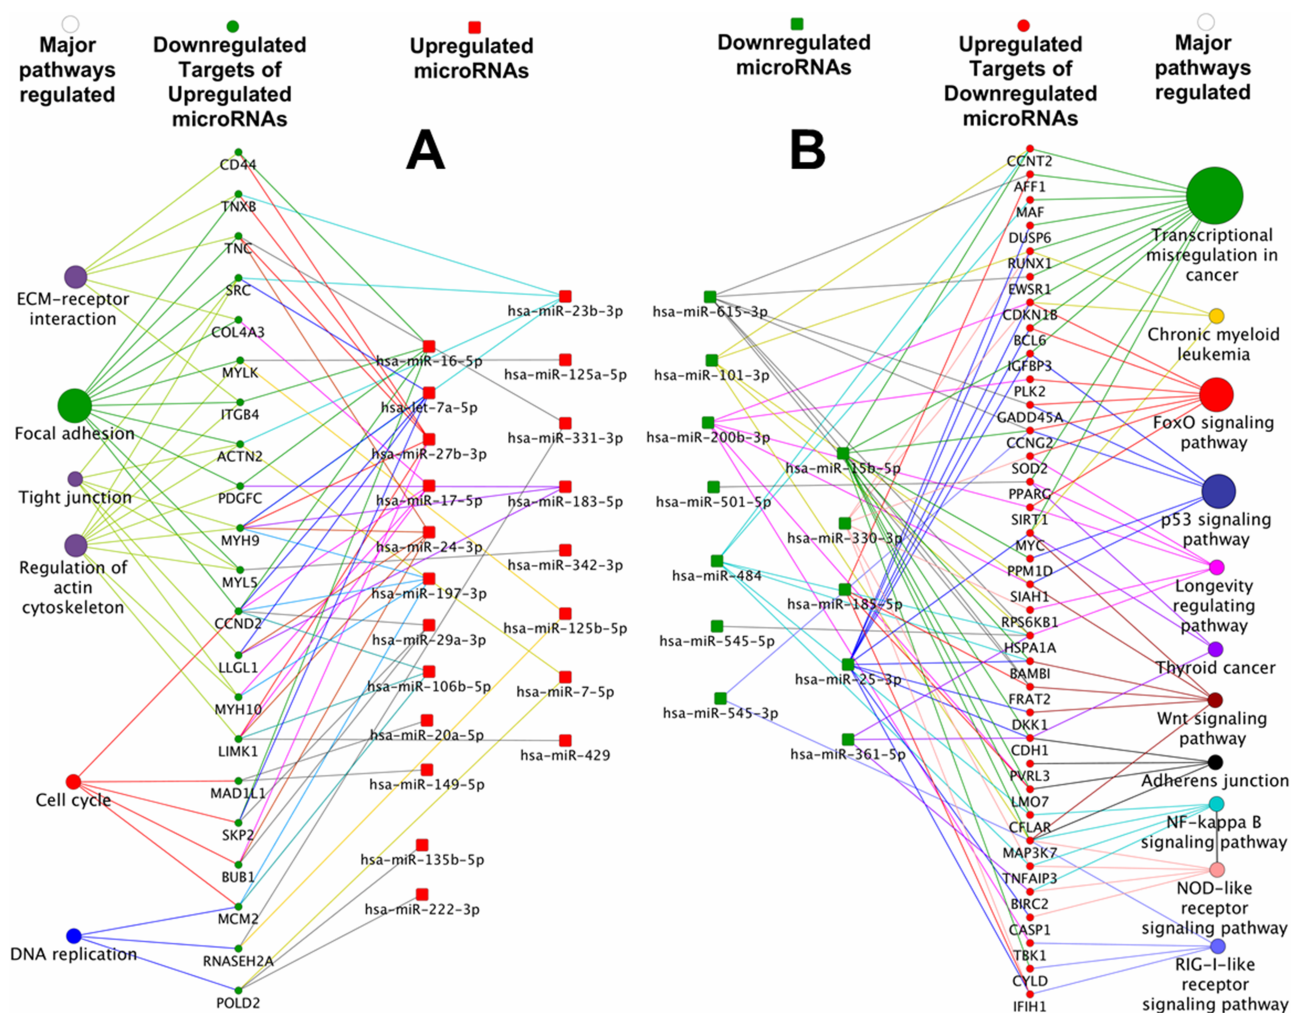 Major
pathways
regulated
Downregulated
Targets of
Upregulated
microRNAs
Upregulated
microRNAs
A
CD44
TNXB
TNC
SRC
COL4A3
MYLK
ITGB4
ACTN2
PDGFC
MYH9
MYL5
CCND2
LLGL1
MYH10
LIMK1
MAD1L1
SKP2
BUB1
MCM2
RNASEH2A
POLD2
ECM-receptor
interaction
Focal adhesion
Tight junction
Regulation of
actin
cytoskeleton
Cell cycle
DNA replication
hsa-miR-16-5p
hsa-let-7a-5p
hsa-miR-27b-3p
hsa-miR-17-5p
hsa-miR-24-3p
hsa-miR-197-3p
hsa-miR-29a-3p
hsa-miR-106b-5p
hsa-miR-20a-5p
hsa-miR-149-5p
hsa-miR-135b-5p
hsa-miR-222-3p
hsa-miR-23b-3p
hsa-miR-125a-5p
hsa-miR-331-3p
hsa-miR-183-5p
hsa-miR-342-3p
hsa-miR-125b-5p
hsa-miR-7-5p
hsa-miR-429
Downregulated
microRNAs
Upregulated
Targets of
Downregulated
microRNAs
Major
pathways
regulated
B
hsa-miR-615-3p
hsa-miR-101-3p
hsa-miR-200b-3p
hsa-miR-501-5p
hsa-miR-484
hsa-miR-545-5p
hsa-miR-545-3p
hsa-miR-15b-5p
hsa-miR-330-3p
hsa-miR-185-5p
hsa-miR-25-3p
hsa-miR-361-5p
CCNT2
AFF1
MAF
DUSP6
RUNX1
EWSR1
CDKN1B
BCL6
IGFBP3
PLK2
GADD45A
CCNG2
SOD2
PPARG
SIRT1
MYC
PPM1D
SIAH1
RPS6KB1
HSPA1A
BAMBI
FRAT2
DKK1
CDH1
PVRL3
LMO7
CFLAR
MAP3K7
TNFAIP3
BIRC2
CASP1
TBK1
CYLD
IFIH1
Transcriptional
misregulation in
cancer
Chronic myeloid
leukemia
FoxO signaling
pathway
p53 signaling
pathway
Longevity
regulating
pathway
Thyroid cancer
Wnt signaling
pathway
Adherens junction
NF-kappa B
signaling pathway
NOD-like
receptor
signaling pathway
RIG-I-like
receptor
signaling pathway